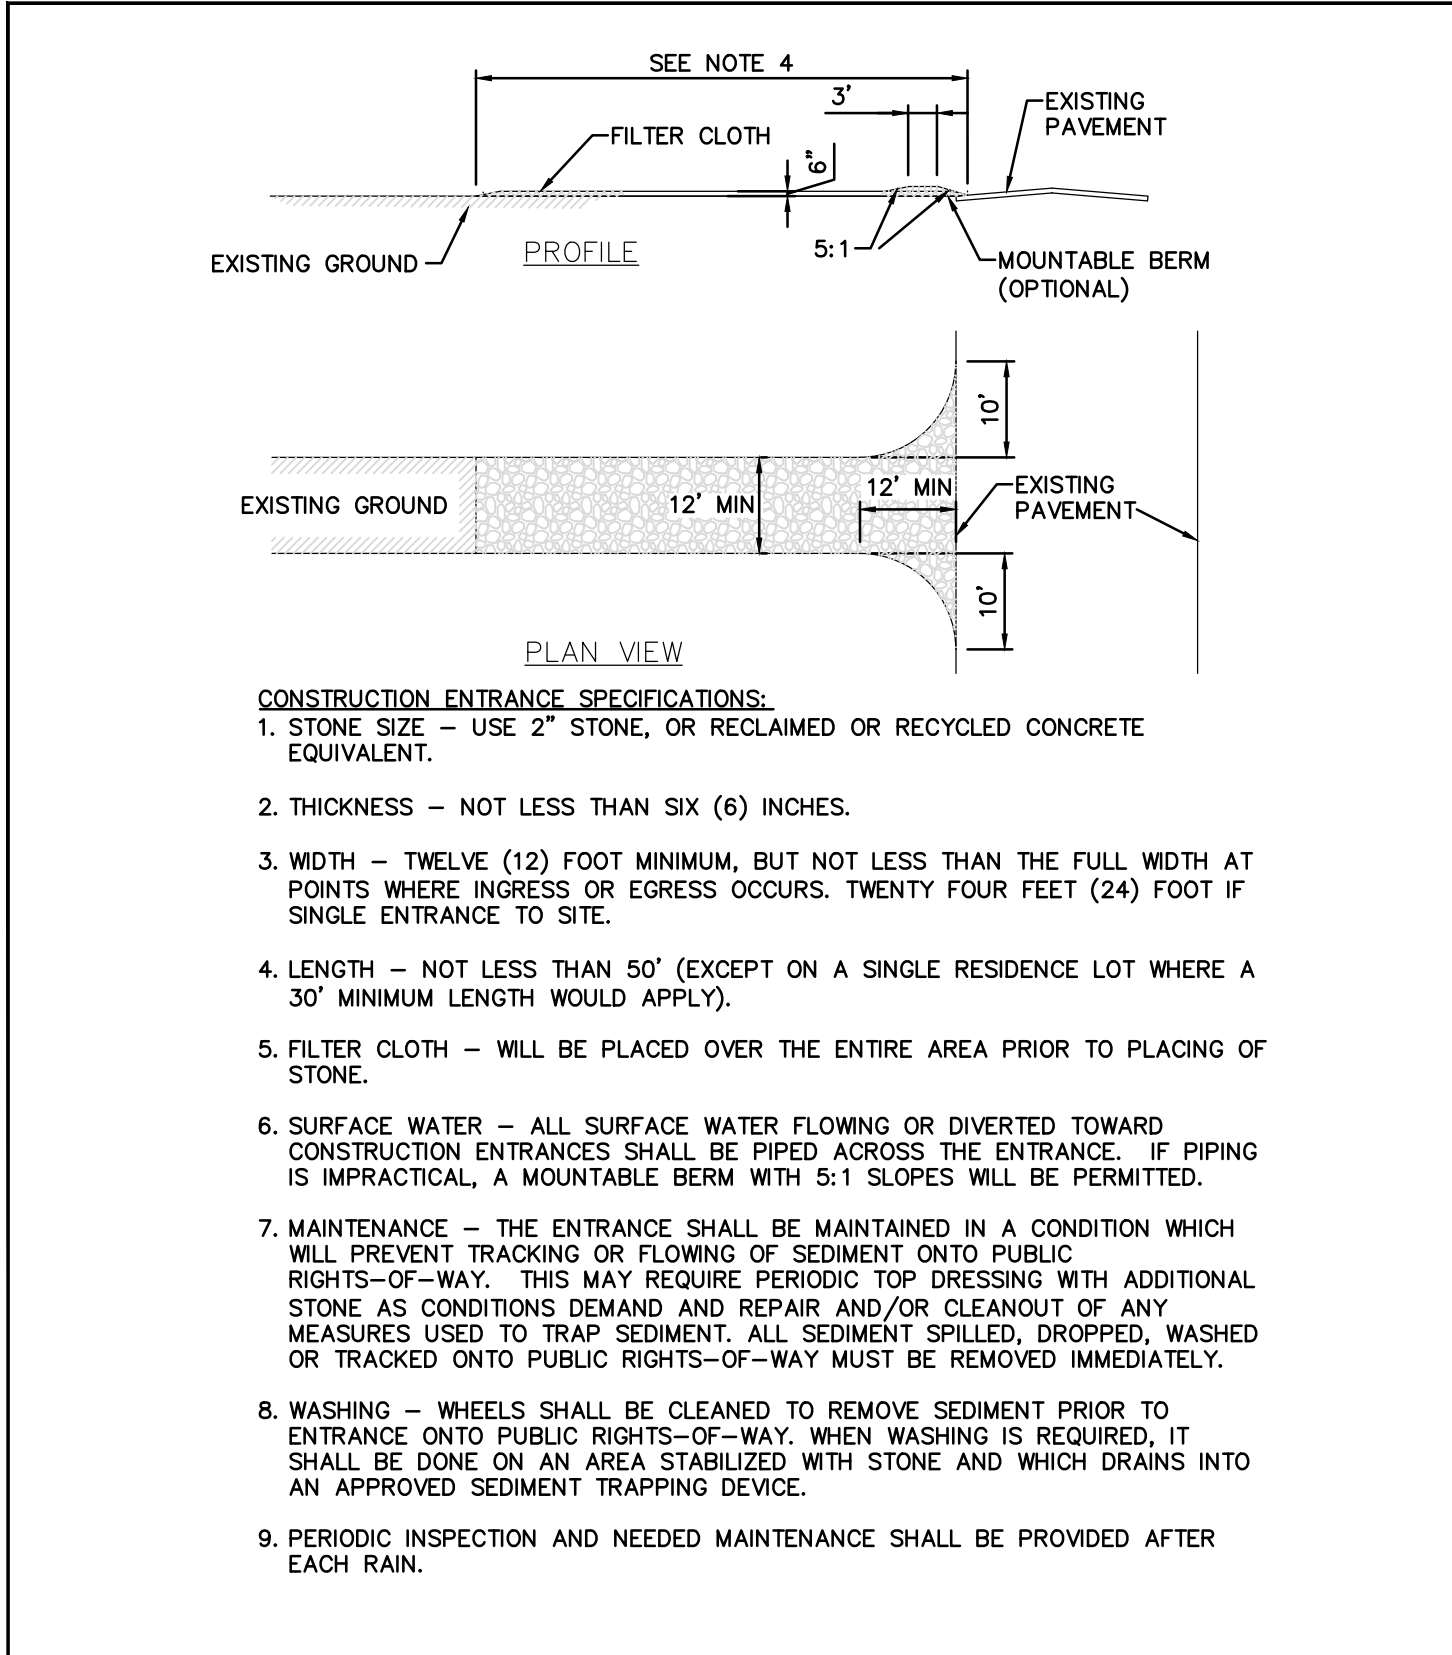 SEE NOTE 4
3'
EXISTING
PAVEMENT
FILTER CLOTH
6"
EXISTING GROUND
PROFILE
5:1
MOUNTABLE BERM
(OPTIONAL)
10'
EXISTING GROUND
12' MIN
12' MIN
EXISTING
PAVEMENT
10'
PLAN VIEW
CONSTRUCTION ENTRANCE SPECIFICATIONS:
1. STONE SIZE – USE 2" STONE, OR RECLAIMED OR RECYCLED CONCRETE
EQUIVALENT.
2. THICKNESS – NOT LESS THAN SIX (6) INCHES.
3. WIDTH – TWELVE (12) FOOT MINIMUM, BUT NOT LESS THAN THE FULL WIDTH AT
POINTS WHERE INGRESS OR EGRESS OCCURS. TWENTY FOUR FEET (24) FOOT IF
SINGLE ENTRANCE TO SITE.
4. LENGTH – NOT LESS THAN 50' (EXCEPT ON A SINGLE RESIDENCE LOT WHERE A
30' MINIMUM LENGTH WOULD APPLY).
5. FILTER CLOTH – WILL BE PLACED OVER THE ENTIRE AREA PRIOR TO PLACING OF
STONE.
6. SURFACE WATER – ALL SURFACE WATER FLOWING OR DIVERTED TOWARD
CONSTRUCTION ENTRANCES SHALL BE PIPED ACROSS THE ENTRANCE. IF PIPING
IS IMPRACTICAL, A MOUNTABLE BERM WITH 5:1 SLOPES WILL BE PERMITTED.
7. MAINTENANCE – THE ENTRANCE SHALL BE MAINTAINED IN A CONDITION WHICH
WILL PREVENT TRACKING OR FLOWING OF SEDIMENT ONTO PUBLIC
RIGHTS–OF–WAY. THIS MAY REQUIRE PERIODIC TOP DRESSING WITH ADDITIONAL
STONE AS CONDITIONS DEMAND AND REPAIR AND/OR CLEANOUT OF ANY
MEASURES USED TO TRAP SEDIMENT. ALL SEDIMENT SPILLED, DROPPED, WASHED
OR TRACKED ONTO PUBLIC RIGHTS–OF–WAY MUST BE REMOVED IMMEDIATELY.
8. WASHING – WHEELS SHALL BE CLEANED TO REMOVE SEDIMENT PRIOR TO
ENTRANCE ONTO PUBLIC RIGHTS–OF–WAY. WHEN WASHING IS REQUIRED, IT
SHALL BE DONE ON AN AREA STABILIZED WITH STONE AND WHICH DRAINS INTO
AN APPROVED SEDIMENT TRAPPING DEVICE.
9. PERIODIC INSPECTION AND NEEDED MAINTENANCE SHALL BE PROVIDED AFTER
EACH RAIN.